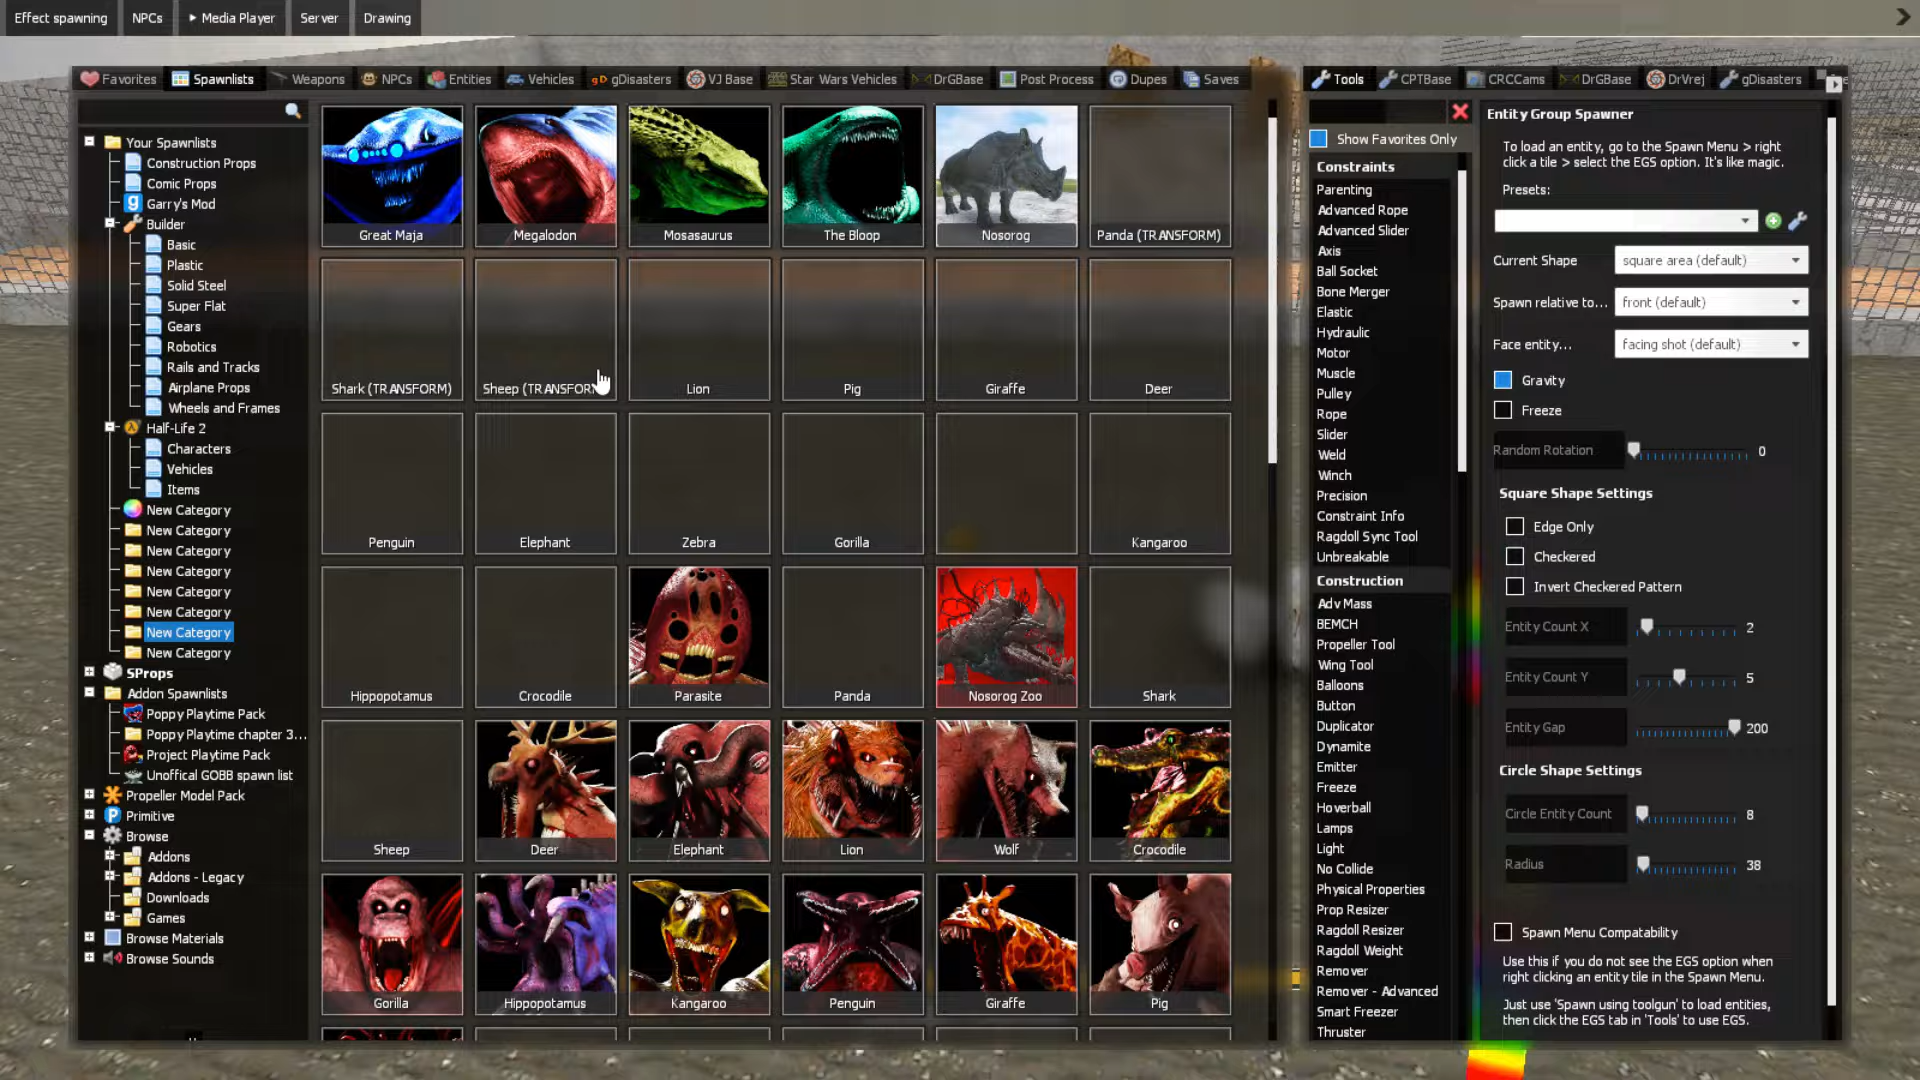 Effect spawning NPCs Media Player Server Drawing
Favorites Spawnlists Weapons NPCs Entities Vehicles gDisasters VJ Base Star Wars Vehicles DrGBase Post Process Dupes Saves
Your Spawnlists
Construction Props
Comic Props
Garry's Mod
Builder
Basic
Plastic
Solid Steel
Super Flat
Gears
Robotics
Rails and Tracks
Airplane Props
Wheels and Frames
Half-Life 2
Characters
Vehicles
Items
New Category
New Category
New Category
New Category
New Category
New Category
New Category
New Category
SProps
Addon Spawnlists
Poppy Playtime Pack
Poppy Playtime chapter 3...
Project Playtime Pack
Unoffical GOBB spawn list
Propeller Model Pack
Primitive
Browse
Addons
Addons - Legacy
Downloads
Games
Browse Materials
Browse Sounds
Great Maja Megalodon Mosasaurus The Bloop Nosorog Panda (TRANSFORM)
Shark (TRANSFORM) Sheep (TRANSFOR Lion Pig Giraffe Deer
Penguin Elephant Zebra Gorilla Kangaroo
Hippopotamus Crocodile Parasite Panda Nosorog Zoo Shark
Sheep Deer Elephant Lion Wolf Crocodile
Gorilla Hippopotamus Kangaroo Penguin Giraffe Pig
Tools CPTBase CRCCams DrGBase DrVrej gDisasters
Show Favorites Only
Constraints
Parenting
Advanced Rope
Advanced Slider
Axis
Ball Socket
Bone Merger
Elastic
Hydraulic
Motor
Muscle
Pulley
Rope
Slider
Weld
Winch
Precision
Constraint Info
Ragdoll Sync Tool
Unbreakable
Construction
Adv Mass
BEMCH
Propeller Tool
Wing Tool
Balloons
Button
Duplicator
Dynamite
Emitter
Freeze
Hoverball
Lamps
Light
No Collide
Physical Properties
Prop Resizer
Ragdoll Resizer
Ragdoll Weight
Remover
Remover - Advanced
Smart Freezer
Thruster
Entity Group Spawner
To load an entity, go to the Spawn Menu > right
click a tile > select the EGS option. It's like magic.
Presets:
Current Shape square area (default)
Spawn relative to... front (default)
Face entity... facing shot (default)
Gravity
Freeze
Random Rotation 0
Square Shape Settings
Edge Only
Checkered
Invert Checkered Pattern
Entity Count X 2
Entity Count Y 5
Entity Gap 200
Circle Shape Settings
Circle Entity Count 8
Radius 38
Spawn Menu Compatability
Use this if you do not see the EGS option when
right clicking an entity tile in the Spawn Menu.
Just use 'Spawn using toolgun' to load entities,
then click the EGS tab in 'Tools' to use EGS.